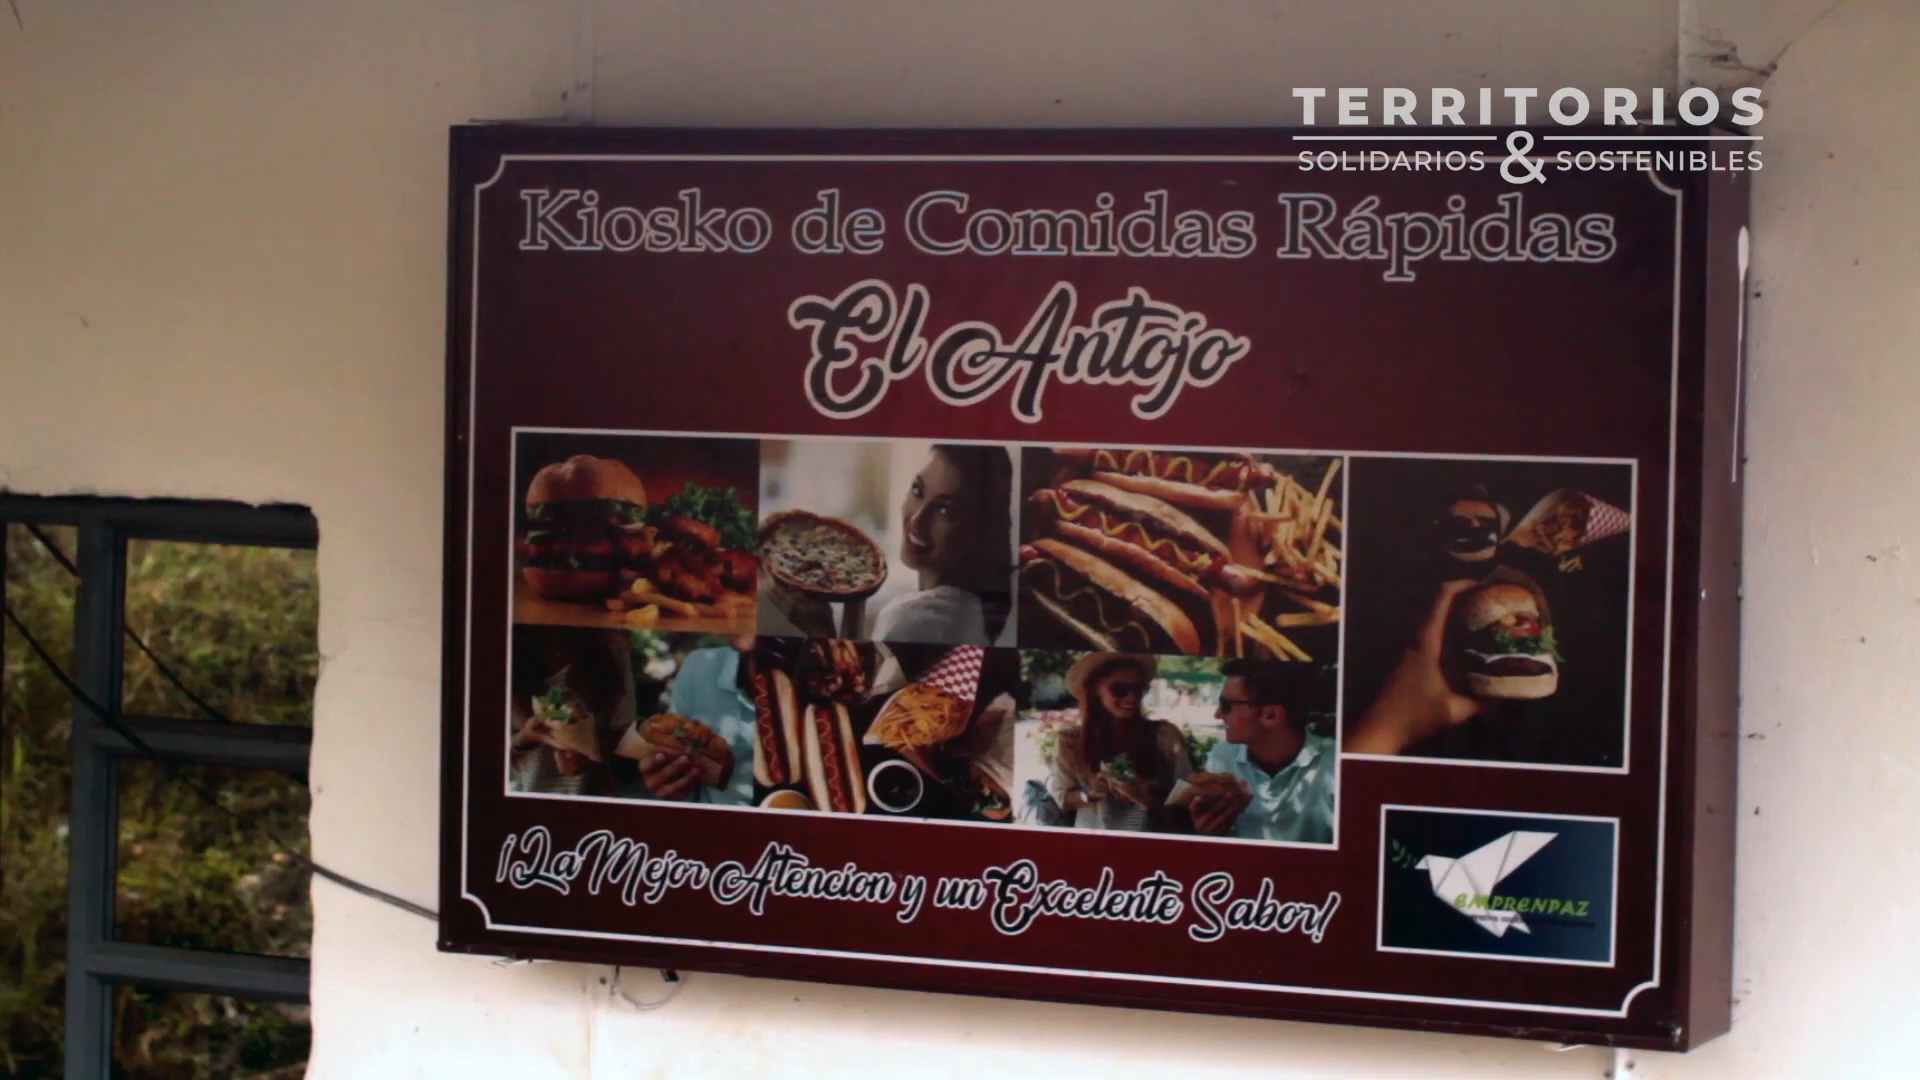 TERRITORIOS
SOLIDARIOS & SOSTENIBLES
Kiosko de Comidas Rápidas
El Antojo
¡La Mejor Atencion y un Excelente Sabor!
EMPRENPAZ